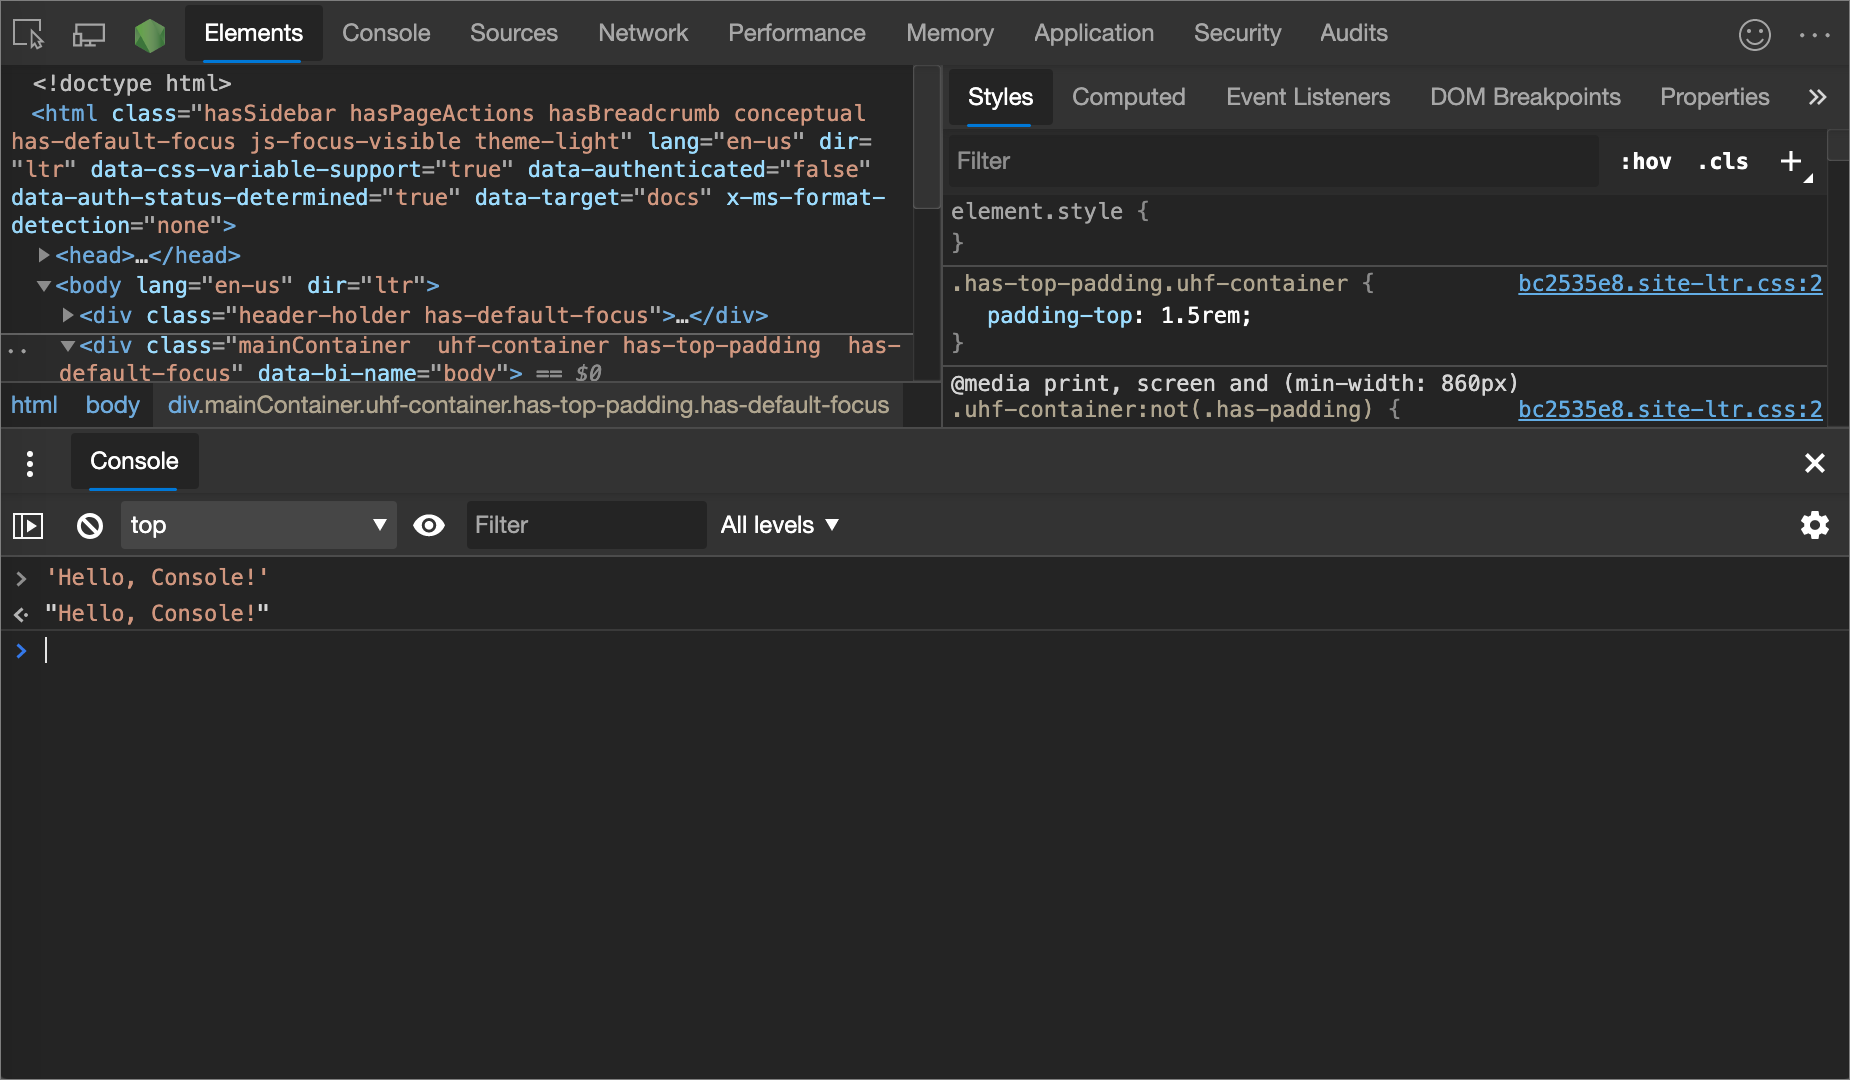 Elements Console Sources Network Performance Memory Application Security Audits
<!doctype html>
<html class="hasSidebar hasPageActions hasBreadcrumb conceptual
has-default-focus js-focus-visible theme-light" lang="en-us" dir=
"ltr" data-css-variable-support="true" data-authenticated="false"
data-auth-status-determined="true" data-target="docs" x-ms-format-
detection="none">
<head>…</head>
<body lang="en-us" dir="ltr">
<div class="header-holder has-default-focus">…</div>
<div class="mainContainer  uhf-container has-top-padding  has-
default-focus" data-bi-name="body"> == $0
html body div.mainContainer.uhf-container.has-top-padding.has-default-focus
Styles Computed Event Listeners DOM Breakpoints Properties
Filter :hov .cls
element.style {
}
.has-top-padding.uhf-container { bc2535e8.site-ltr.css:2
padding-top: 1.5rem;
}
@media print, screen and (min-width: 860px)
.uhf-container:not(.has-padding) { bc2535e8.site-ltr.css:2
Console
top Filter All levels
'Hello, Console!'
"Hello, Console!"